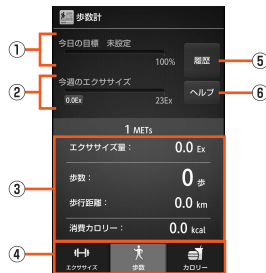 歩数計
① 今日の目標 未設定
100%
履歴 ⑤
② 今週のエクササイズ
0.0Ex 23Ex
ヘルプ ⑥
1 METs
エクササイズ量： 0.0 Ex
③ 歩数： 0 歩
歩行距離： 0.0 km
消費カロリー： 0.0 kcal
④ エクササイズ 歩数 カロリー